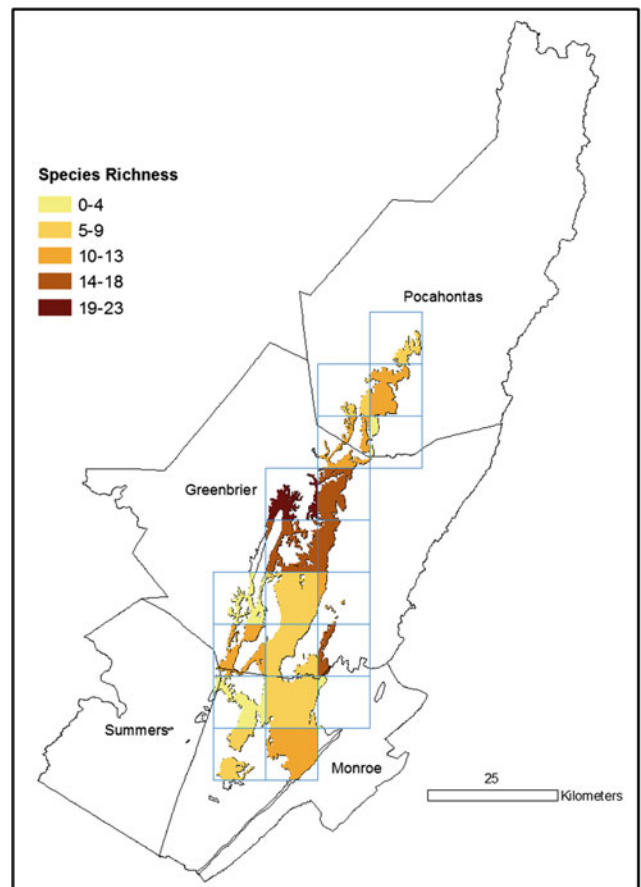 Species Richness
0-4
5-9
10-13
14-18
19-23
Pocahontas
Greenbrier
Summers
Monroe
25
Kilometers